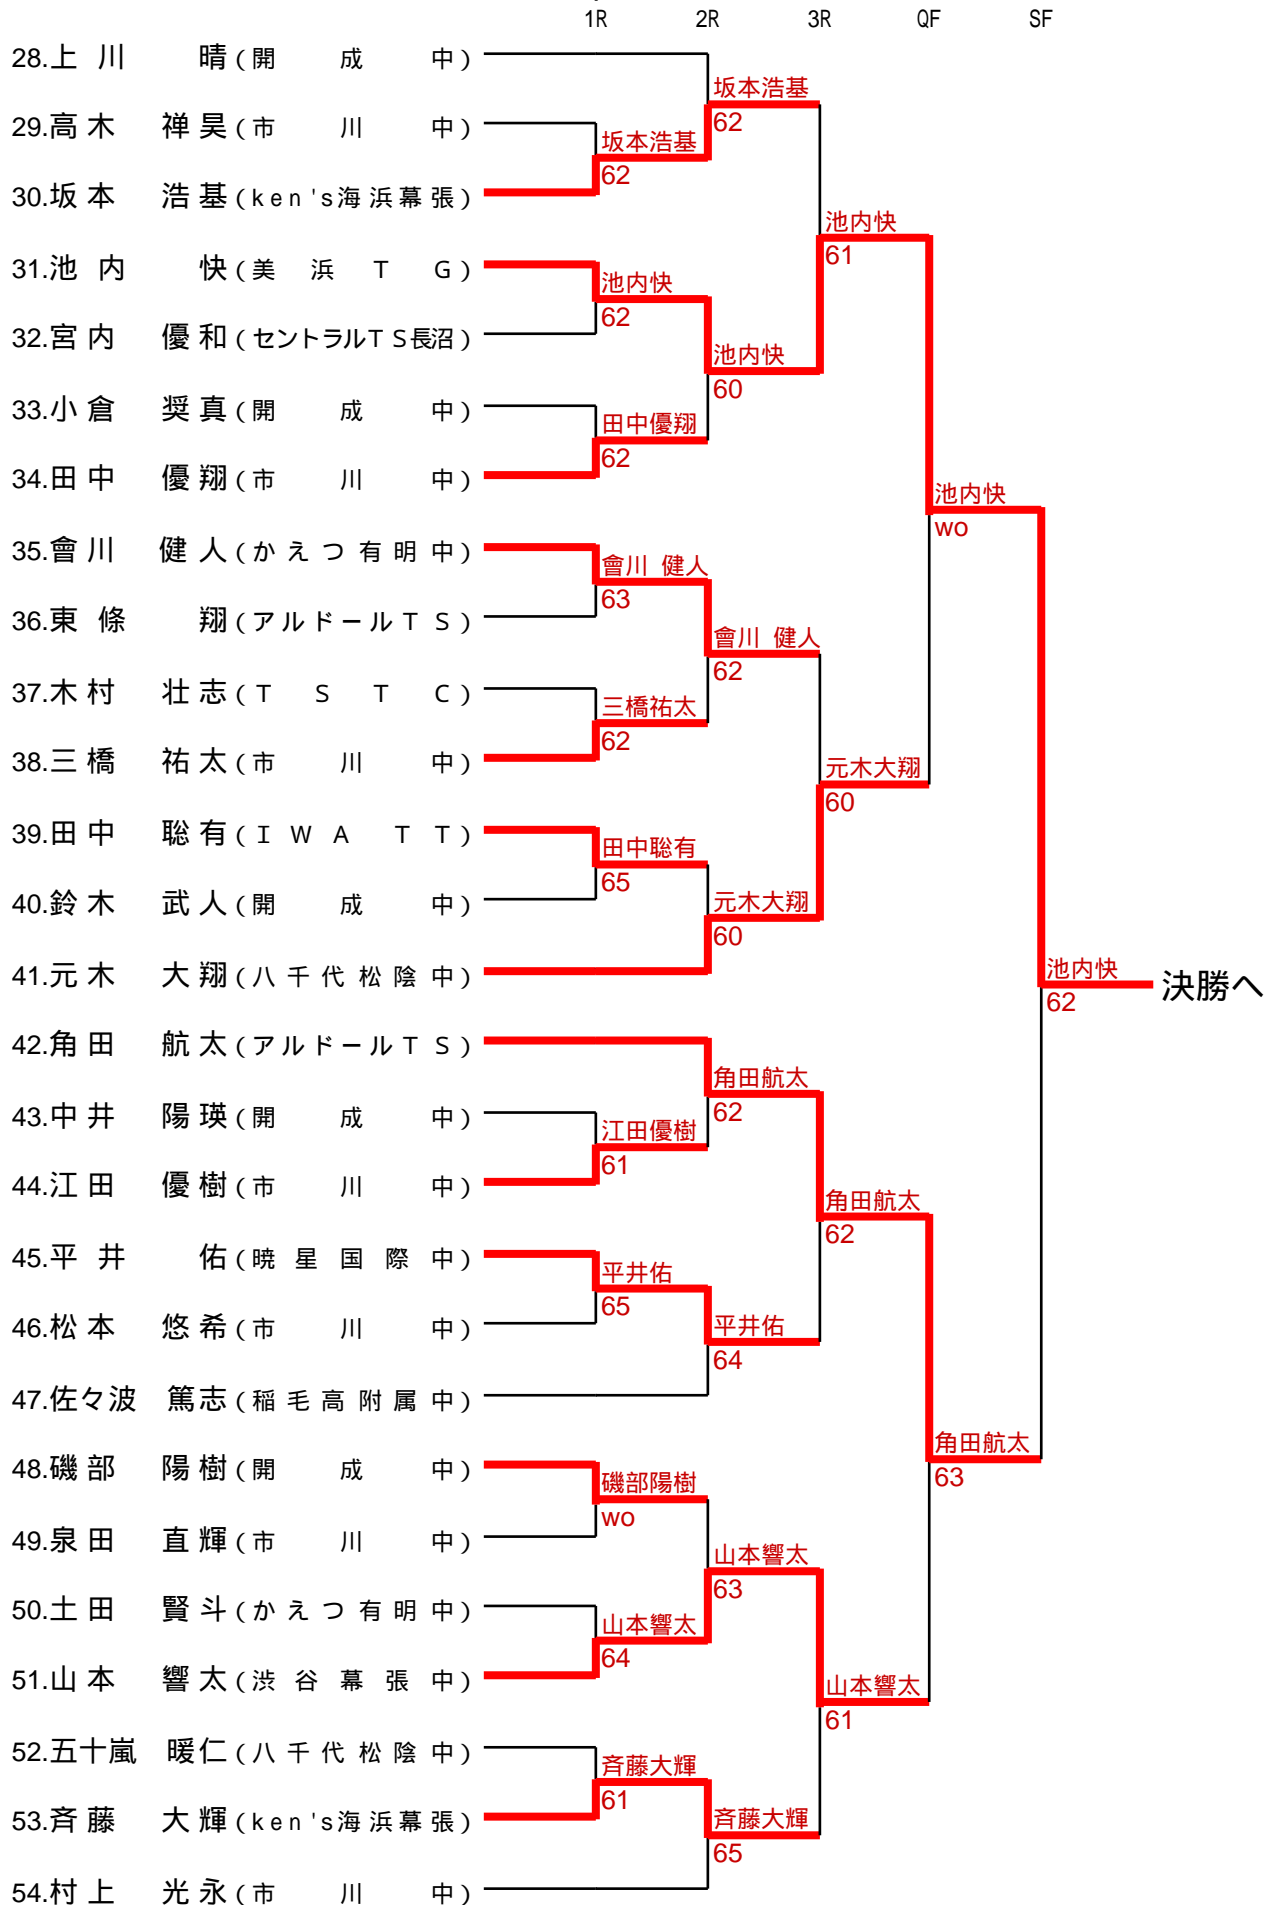 1R 2R 3R QF SF
28.上川 晴(開成中)
坂本浩基
62
29.高木 禅昊(市川中)
坂本浩基
62
30.坂本 浩基(ken's海浜幕張)
池内快
61
31.池内 快(美浜TG)
池内快
62
32.宮内 優和(セントラルTS長沼)
池内快
60
33.小倉 奨真(開成中)
田中優翔
62
34.田中 優翔(市川中)
池内快
wo
35.會川 健人(かえつ有明中)
會川 健人
63
36.東條 翔(アルドールTS)
會川 健人
62
37.木村 壮志(TSTC)
三橋祐太
62
38.三橋 祐太(市川中)
元木大翔
60
39.田中 聡有(IWA TT)
田中聡有
65
40.鈴木 武人(開成中)
元木大翔
60
41.元木 大翔(八千代松陰中)
池内快
62
決勝へ
42.角田 航太(アルドールTS)
角田航太
62
43.中井 陽瑛(開成中)
江田優樹
61
44.江田 優樹(市川中)
角田航太
62
45.平井 佑(暁星国際中)
平井佑
65
46.松本 悠希(市川中)
平井佑
64
47.佐々波 篤志(稲毛高附属中)
角田航太
63
48.磯部 陽樹(開成中)
磯部陽樹
wo
49.泉田 直輝(市川中)
山本響太
63
50.土田 賢斗(かえつ有明中)
山本響太
64
51.山本 響太(渋谷幕張中)
山本響太
61
52.五十嵐 暖仁(八千代松陰中)
斉藤大輝
61
53.斉藤 大輝(ken's海浜幕張)
斉藤大輝
65
54.村上 光永(市川中)